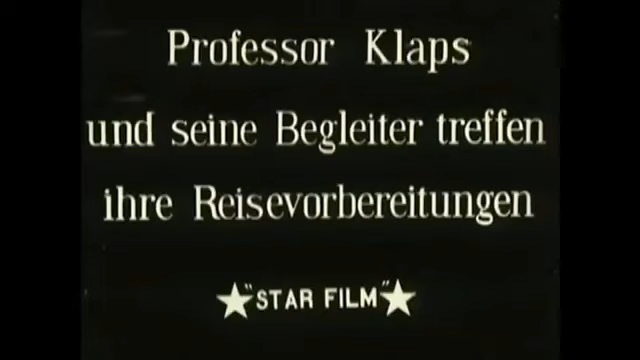 Professor Klaps
und seine Begleiter treffen
ihre Reisevorbereitungen
"STAR FILM"